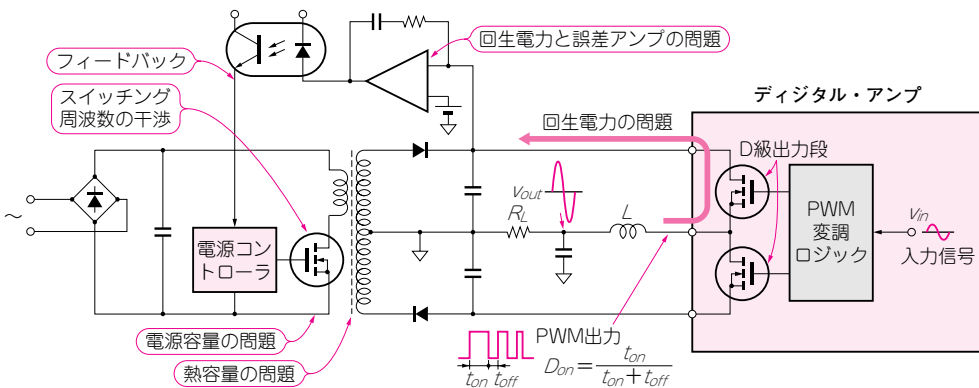 回生電力と誤差アンプの問題
フィードバック
スイッチング
周波数の干渉
ディジタル・アンプ
回生電力の問題
D級出力段
vout
RL
L
PWM
変調
ロジック
vin
入力信号
〜
電源コン
トローラ
電源容量の問題
熱容量の問題
PWM出力
ton toff
Don = ton / (ton + toff)